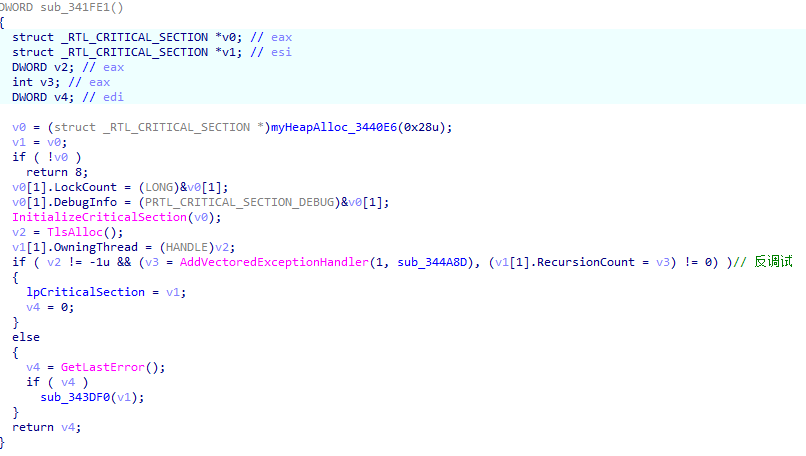 DWORD sub_341FE1()
{
  struct _RTL_CRITICAL_SECTION *v0; // eax
  struct _RTL_CRITICAL_SECTION *v1; // esi
  DWORD v2; // eax
  int v3; // eax
  DWORD v4; // edi

  v0 = (struct _RTL_CRITICAL_SECTION *)myHeapAlloc_3440E6(0x28u);
  v1 = v0;
  if ( !v0 )
    return 8;
  v0[1].LockCount = (LONG)&v0[1];
  v0[1].DebugInfo = (PRTL_CRITICAL_SECTION_DEBUG)&v0[1];
  InitializeCriticalSection(v0);
  v2 = TlsAlloc();
  v1[1].OwningThread = (HANDLE)v2;
  if ( v2 != -1u && (v3 = AddVectoredExceptionHandler(1, sub_344A8D), (v1[1].RecursionCount = v3) != 0) )// 反调试
  {
    lpCriticalSection = v1;
    v4 = 0;
  }
  else
  {
    v4 = GetLastError();
    if ( v4 )
      sub_343DF0(v1);
  }
  return v4;
}